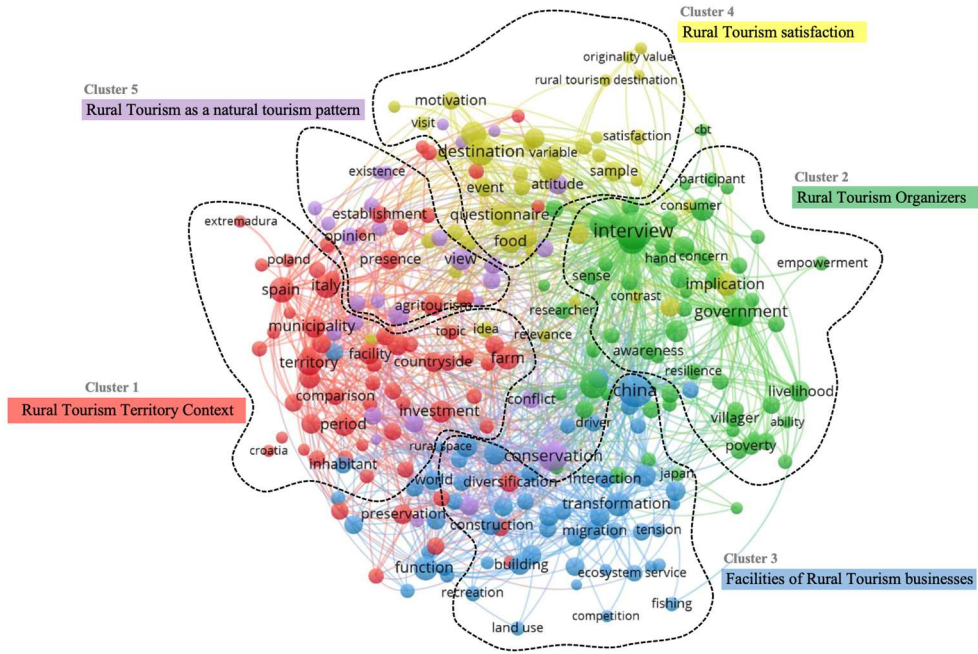 Cluster 4
Rural Tourism satisfaction
originality value
rural tourism destination
Cluster 5
Rural Tourism as a natural tourism pattern
motivation
visit
satisfaction
cbt
destination
variable
existence
event
attitude
sample
participant
Cluster 2
Rural Tourism Organizers
consumer
extremadura
establishment
questionnaire
opinion
food
interview
poland
presence
view
hand
concern
empowerment
spain
italy
sense
implication
agritourism
contrast
researcher
government
municipality
topic
idea
relevance
territory
facility
countryside
farm
awareness
resilience
Cluster 1
Rural Tourism Territory Context
comparison
conflict
china
livelihood
period
investment
driver
villager
ability
croatia
rural space
conservation
poverty
inhabitant
world
diversification
interaction
japan
preservation
construction
transformation
migration
tension
Cluster 3
Facilities of Rural Tourism businesses
function
building
ecosystem service
recreation
land use
competition
fishing